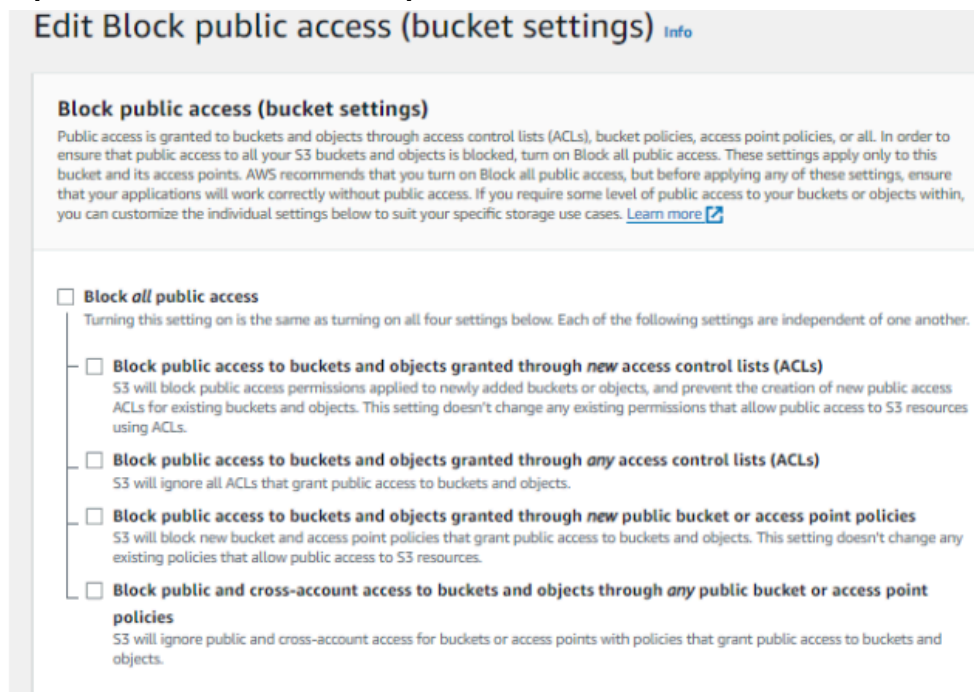 Edit Block public access (bucket settings) Info
Block public access (bucket settings)
Public access is granted to buckets and objects through access control lists (ACLs), bucket policies, access point policies, or all. In order to
ensure that public access to all your S3 buckets and objects is blocked, turn on Block all public access. These settings apply only to this
bucket and its access points. AWS recommends that you turn on Block all public access, but before applying any of these settings, ensure
that your applications will work correctly without public access. If you require some level of public access to your buckets or objects within,
you can customize the individual settings below to suit your specific storage use cases. Learn more
Block all public access
Turning this setting on is the same as turning on all four settings below. Each of the following settings are independent of one another.
Block public access to buckets and objects granted through new access control lists (ACLs)
S3 will block public access permissions applied to newly added buckets or objects, and prevent the creation of new public access
ACLs for existing buckets and objects. This setting doesn't change any existing permissions that allow public access to S3 resources
using ACLs.
Block public access to buckets and objects granted through any access control lists (ACLs)
S3 will ignore all ACLs that grant public access to buckets and objects.
Block public access to buckets and objects granted through new public bucket or access point policies
S3 will block new bucket and access point policies that grant public access to buckets and objects. This setting doesn't change any
existing policies that allow public access to S3 resources.
Block public and cross-account access to buckets and objects through any public bucket or access point
policies
S3 will ignore public and cross-account access for buckets or access points with policies that grant public access to buckets and
objects.